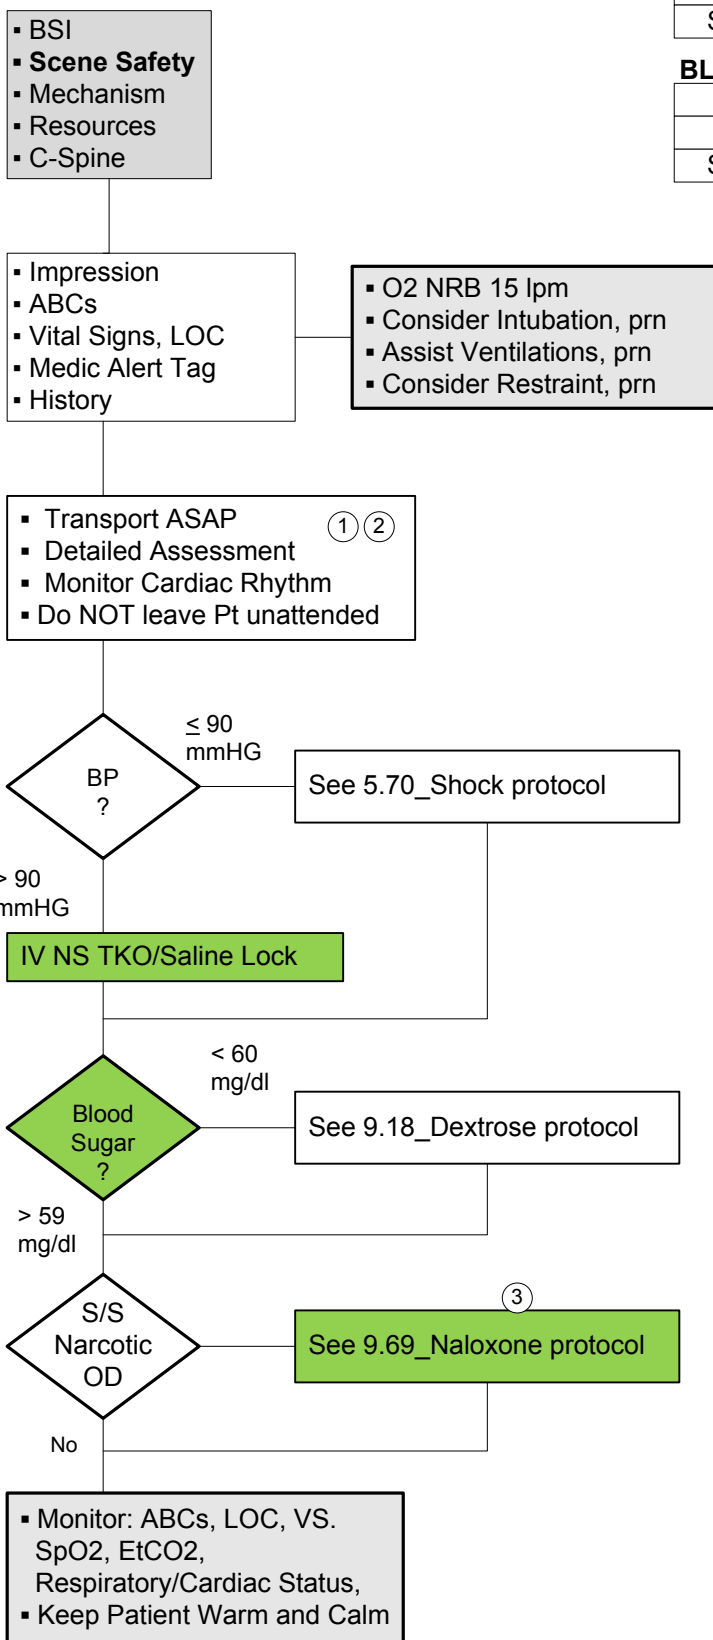 ▪ BSI
▪ Scene Safety
▪ Mechanism
▪ Resources
▪ C-Spine
S
BL
S
▪ Impression
▪ ABCs
▪ Vital Signs, LOC
▪ Medic Alert Tag
▪ History
▪ O2 NRB 15 lpm
▪ Consider Intubation, prn
▪ Assist Ventilations, prn
▪ Consider Restraint, prn
▪ Transport ASAP
▪ Detailed Assessment
▪ Monitor Cardiac Rhythm
▪ Do NOT leave Pt unattended
1 2
BP
?
≤ 90
mmHG
See 5.70_Shock protocol
> 90
mmHG
IV NS TKO/Saline Lock
Blood
Sugar
?
< 60
mg/dl
See 9.18_Dextrose protocol
> 59
mg/dl
S/S
Narcotic
OD
3
See 9.69_Naloxone protocol
No
▪ Monitor: ABCs, LOC, VS.
SpO2, EtCO2,
Respiratory/Cardiac Status,
▪ Keep Patient Warm and Calm